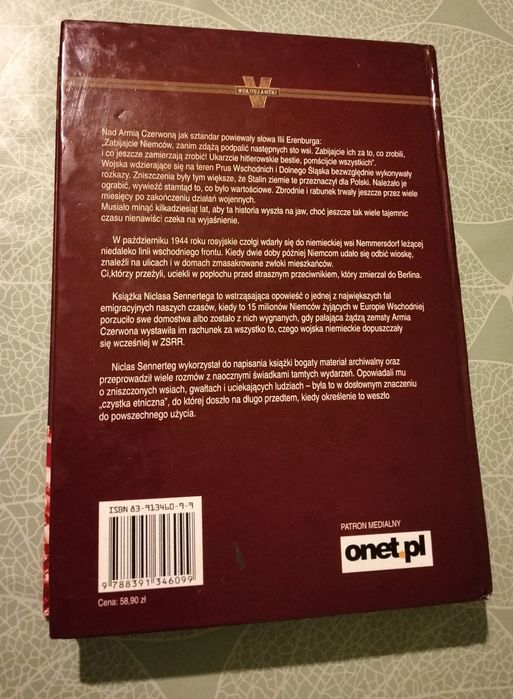 WOŁOSZAŃSKI
Nad Armią Czerwoną jak sztandar powiewały słowa Ilii Erenburga:
„Zabijajcie Niemców, zanim zdążą podpalić następnych sto wsi. Zabijajcie ich za to, co zrobili,
i co jeszcze zamierzają zrobić! Ukarzcie hitlerowskie bestie, pomścijcie wszystkich”.
Wojska wdzierające się na teren Prus Wschodnich i Dolnego Śląska bezwzględnie wykonywały
rozkazy. Zniszczenia były tym większe, że Stalin ziemie te przeznaczył dla Polski. Należało je
ograbić, wywieźć stamtąd to, co było wartościowe. Zbrodnie i rabunek trwały jeszcze przez wiele
miesięcy po zakończeniu działań wojennych.
Musiało minąć kilkadziesiąt lat, aby ta historia wyszła na jaw, choć jeszcze tak wiele tajemnic
czasu nienawiści czeka na wyjaśnienie.
W październiku 1944 roku rosyjskie czołgi wdarły się do niemieckiej wsi Nemmersdorf leżącej
niedaleko linii wschodniego frontu. Kiedy dwie doby później Niemcom udało się odbić wioskę,
znaleźli na ulicach i w domach zmasakrowane zwłoki mieszkańców.
Ci,którzy przeżyli, uciekli w popłochu przed strasznym przeciwnikiem, który zmierzał do Berlina.
Książka Niclasa Sennertega to wstrząsająca opowieść o jednej z największych fal
emigracyjnych naszych czasów, kiedy to 15 milionów Niemców żyjących w Europie Wschodniej
porzuciło swe domostwa albo zostało z nich wygnanych, gdy pałająca żądzą zemsty Armia
Czerwona wystawiła im rachunek za wszystko to, czego wojska niemieckie dopuszczały
się wcześniej w ZSRR.
Niclas Sennerteg wykorzystał do napisania książki bogaty materiał archiwalny oraz
przeprowadził wiele rozmów z naocznymi świadkami tamtych wydarzeń. Opowiadali mu
o zniszczonych wsiach, gwałtach i uciekających ludziach – była to w dosłownym znaczeniu
„czystka etniczna”, do której doszło na długo przedtem, kiedy określenie to weszło
do powszechnego użycia.
ISBN 83-913460-9-9
9 788391 346099
Cena: 58,90 zł
PATRON MEDIALNY
onet.pl